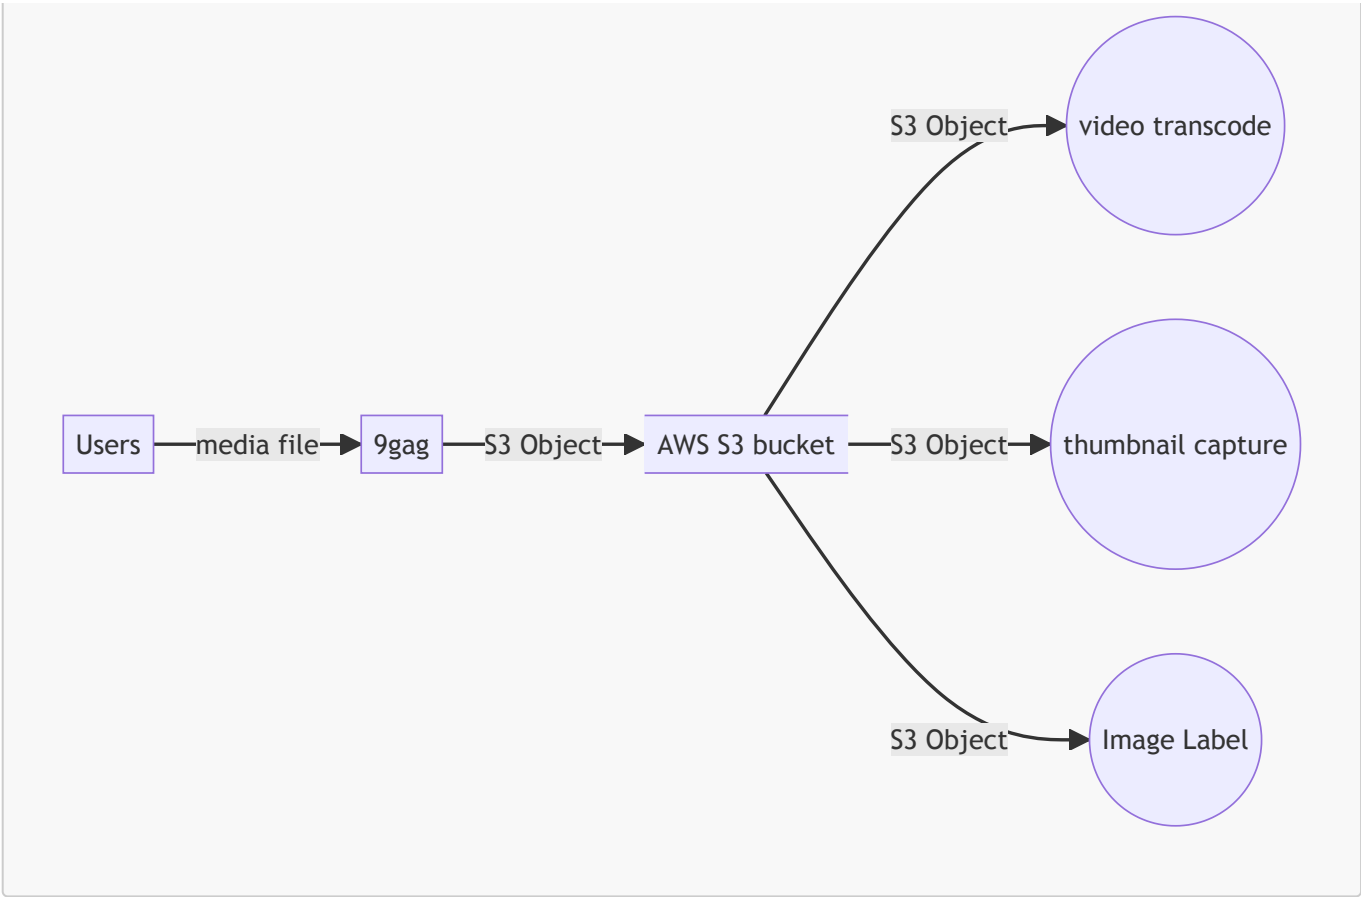 S3 Object
video transcode
Users
media file
9gag
S3 Object
AWS S3 bucket
S3 Object
thumbnail capture
S3 Object
Image Label